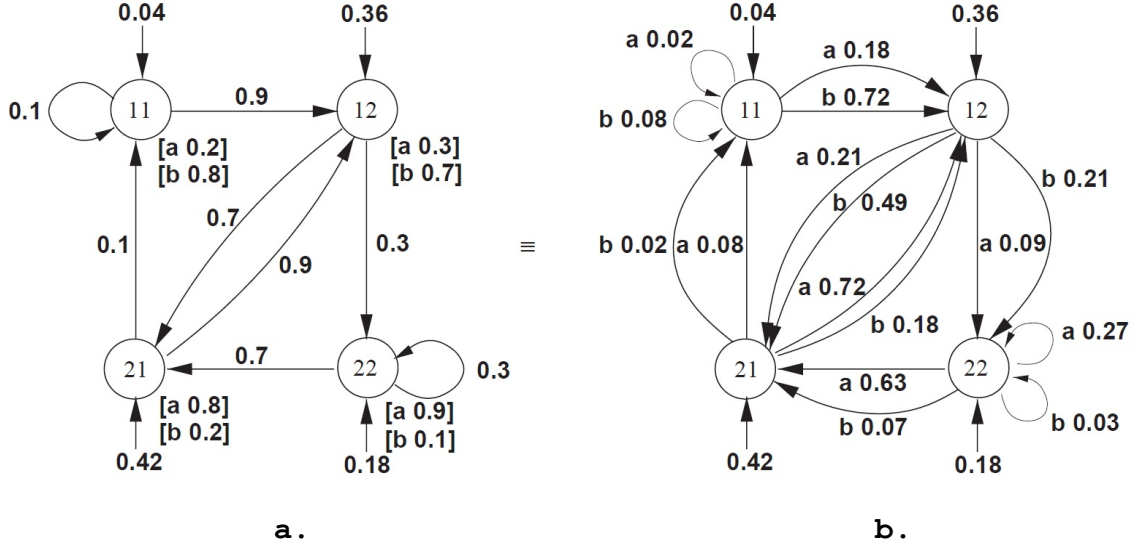 0.04
0.36
0.1
11
0.9
12
[a 0.2]
[b 0.8]
[a 0.3]
[b 0.7]
0.7
0.1
0.9
0.3
21
0.7
22
0.3
[a 0.8]
[b 0.2]
[a 0.9]
[b 0.1]
0.42
0.18
a.
≡
0.04
0.36
a 0.02
a 0.18
11
b 0.72
12
b 0.08
a 0.21
b 0.21
b 0.49
b 0.02
a 0.08
a 0.09
a 0.72
b 0.18
a 0.27
21
22
a 0.63
b 0.03
b 0.07
0.42
0.18
b.